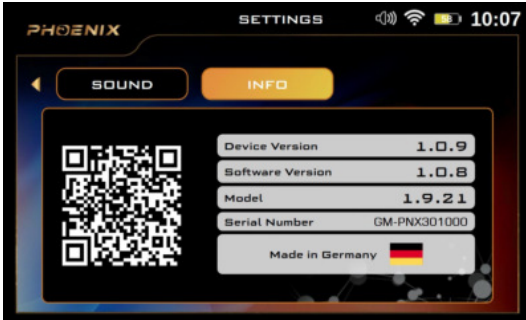 PHOENIX
SETTINGS
58
10:07
SOUND
INFO
Device Version 1.0.9
Software Version 1.0.8
Model 1.9.21
Serial Number GM-PNX301000
Made in Germany